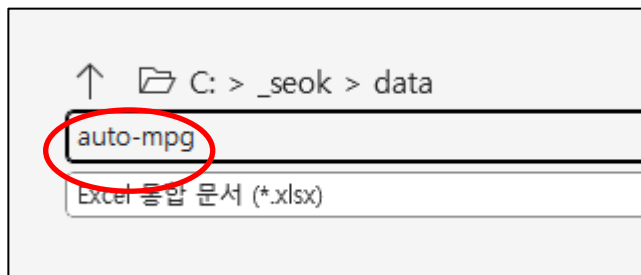 C: > _seok > data
auto-mpg
Excel 통합 문서 (*.xlsx)